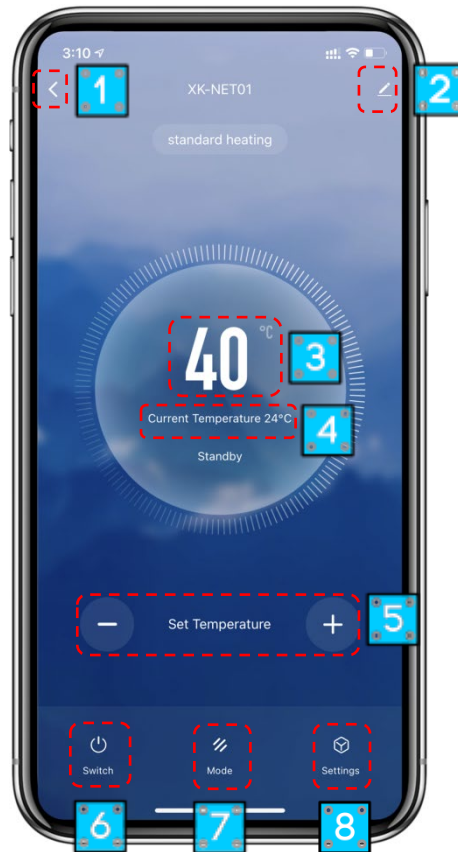 3:10
1
XK-NET01
2
standard heating
40 °C
3
Current Temperature 24°C
4
Standby
− Set Temperature +
5
Switch
Mode
Settings
6
7
8